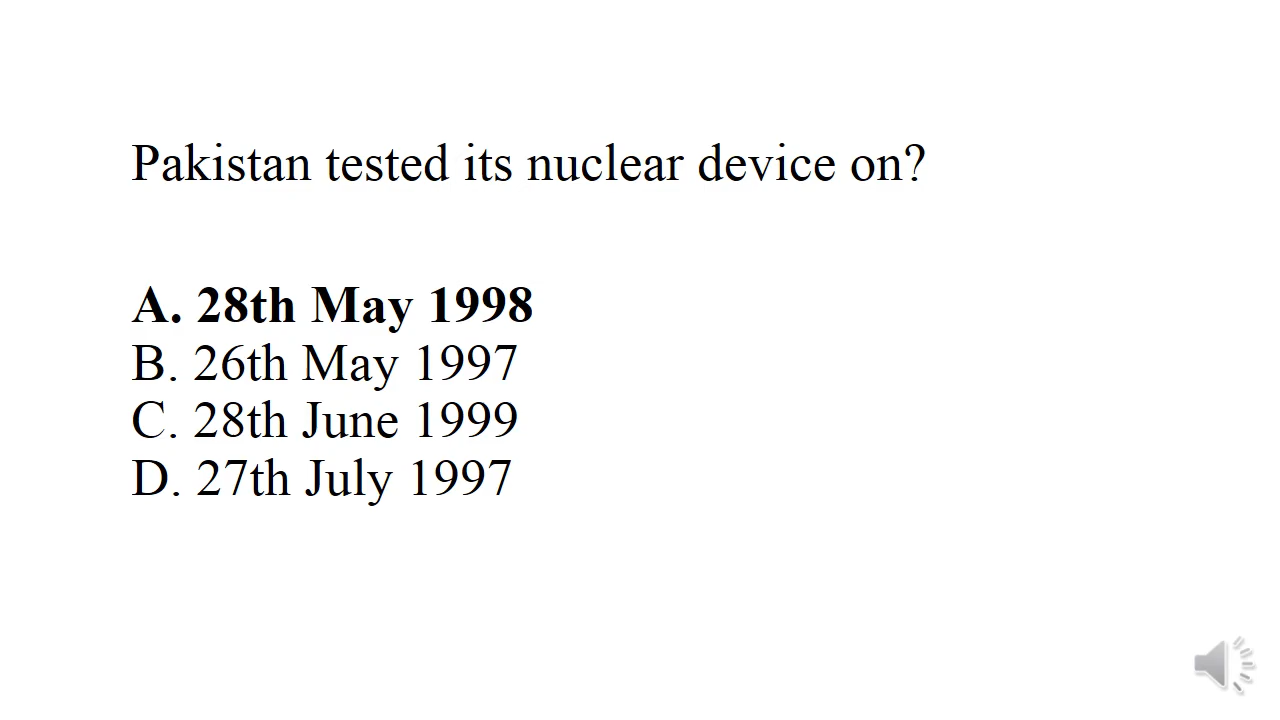 Pakistan tested its nuclear device on?
A. 28th May 1998
B. 26th May 1997
C. 28th June 1999
D. 27th July 1997